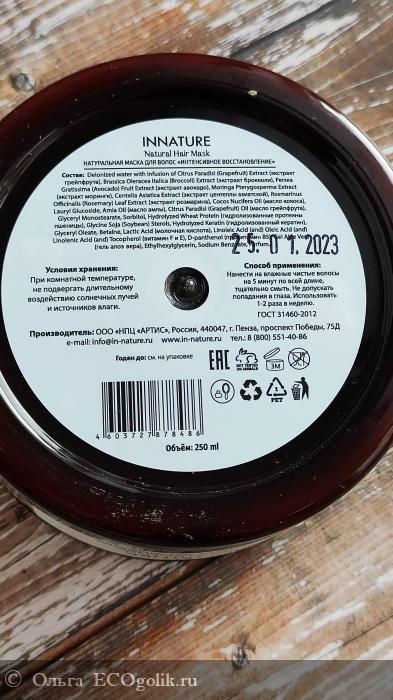 INNATURE
Natural Hair Mask
НАТУРАЛЬНАЯ МАСКА ДЛЯ ВОЛОС «ИНТЕНСИВНОЕ ВОССТАНОВЛЕНИЕ»
Состав: Deionized water with infusion of Citrus Paradisi (Grapefruit) Extract (экстракт
грейпфрута), Brassica Oleracea Italica (Broccoli) Extract (экстракт брокколи), Persea
Gratissima (Avocado) Fruit Extract (экстракт авокадо), Moringa Pterygosperma Extract
(экстракт моринги), Centella Asiatica Extract (экстракт центеллы азиатской), Rosmarinus
Officinalis (Rosemary) Leaf Extract (экстракт розмарина), Cocos Nucifera Oil (масло кокоса),
Lauryl Glucoside, Amla Oil (масло амлы), Citrus Paradisi (Grapefruit) Oil (масло грейпфрута),
Glyceryl Monostearate, Sorbitol, Hydrolyzed Wheat Protein (гидролизованные протеины
пшеницы), Glycine Soja (Soybean) Sterols, Hydrolyzed Keratin (гидролизованный кератин),
Glyceryl Oleate, Betaine, Lactic Acid (молочная кислота), Linoleic Acid (and) Oleic Acid (and)
Linolenic Acid (and) Tocopherol (витамин F и E), D-panthenol
(гель алоэ вера), Ethylhexylglycerin, Sodium
25.01.2023
Условия хранения:
При комнатной температуре,
не подвергать длительному
воздействию солнечных лучей
и источников влаги.
Способ применения:
Нанести на влажные чистые волосы
на 5 минут по всей длине,
тщательно смыть. Не допускать
попадания в глаза. Использовать
1-2 раза в неделю.
ГОСТ 31460-2012
Производитель: ООО «НПЦ «АРТИС», Россия, 440047, г. Пенза, проспект Победы, 75Д
e-mail: info@in-nature.ru www.in-nature.ru тел.: 8 (800) 551-40-86
Годен до: см. на упаковке
EAC
NOT TESTED
ON ANIMALS
3M
1
PET
4603727878486
Объём: 250 ml
© Ольга ECOgolik.ru